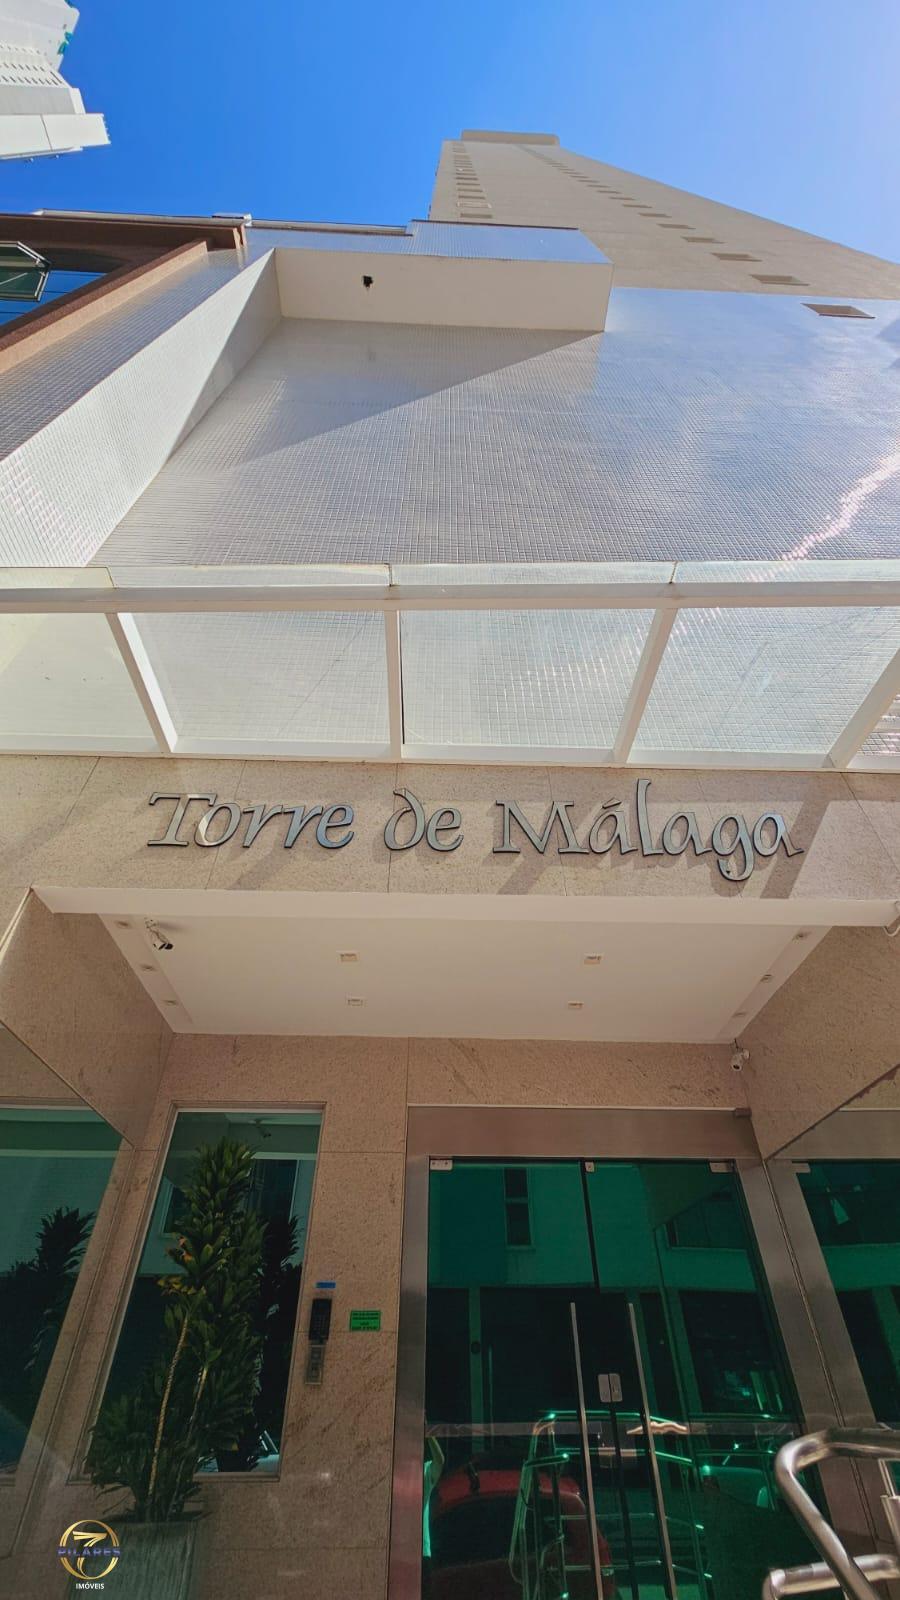 Torre de Málaga
7
PILARES
IMÓVEIS